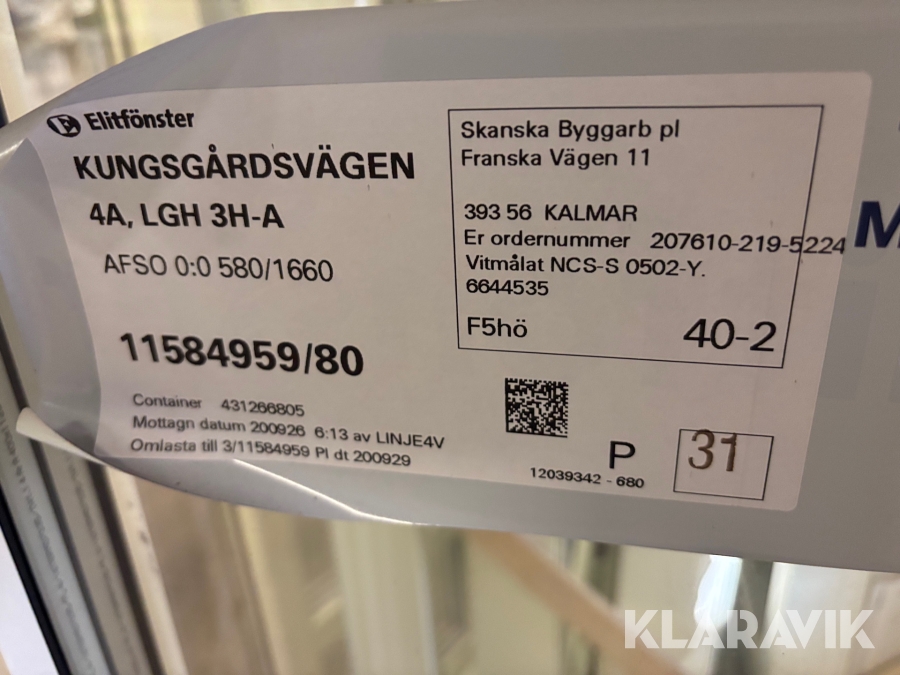 Elitfönster
KUNGSGÅRDSVÄGEN
4A, LGH 3H-A
AFSO 0:0 580/1660
11584959/80
Container 431266805
Mottagn datum 200926 6:13 av LINJE4V
Omlasta till 3/11584959 Pl dt 200929
Skanska Byggarb pl
Franska Vägen 11
393 56 KALMAR
Er ordernummer 207610-219-5224
Vitmålat NCS-S 0502-Y.
6644535
F5hö 40-2
P 31
12039342 - 680
M
KLARAVIK